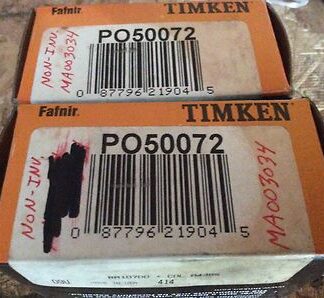 Fafnir. TIMKEN
PO50072
NON-INV.
MA003034
0 87796 21904 5
Fafnir. TIMKEN
PO50072
NON-INV.
MA003034
0 87796 21904 5
414